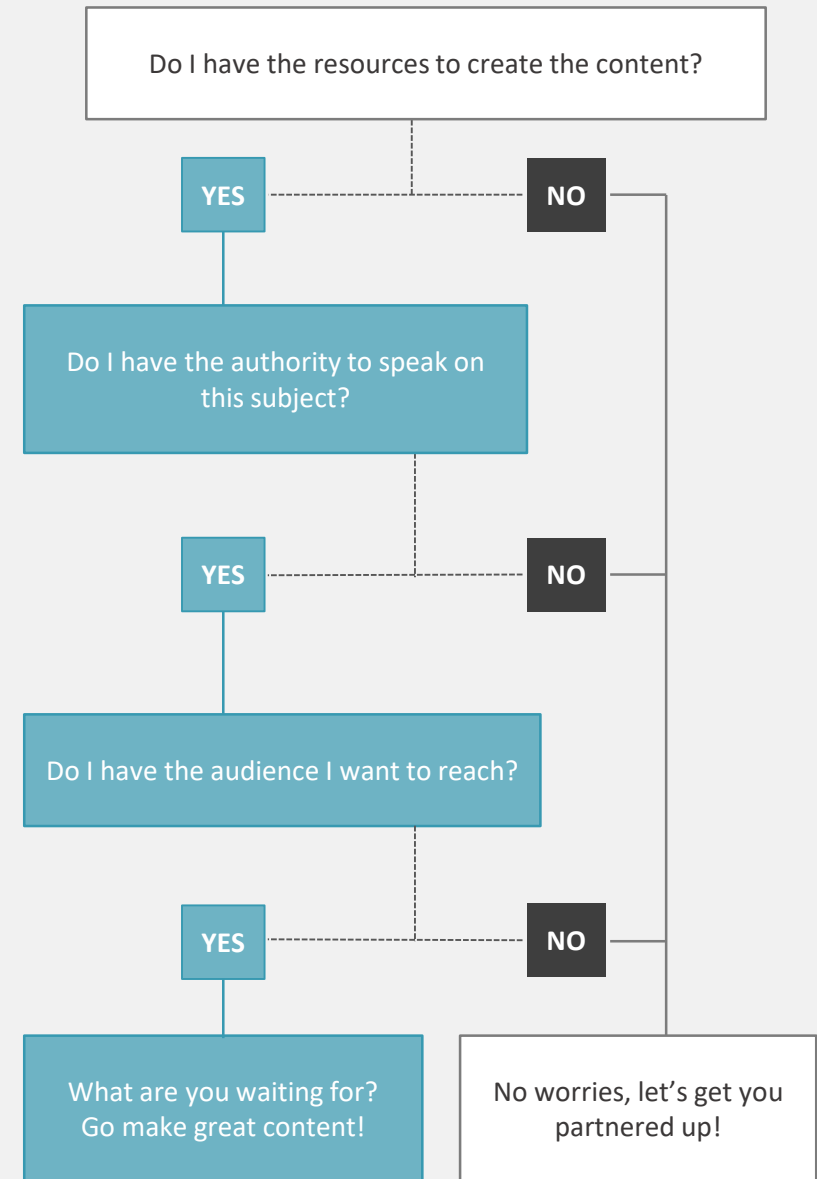 Do I have the resources to create the content?
YES
NO
Do I have the authority to speak on
this subject?
YES
NO
Do I have the audience I want to reach?
YES
NO
What are you waiting for?
Go make great content!
No worries, let’s get you
partnered up!